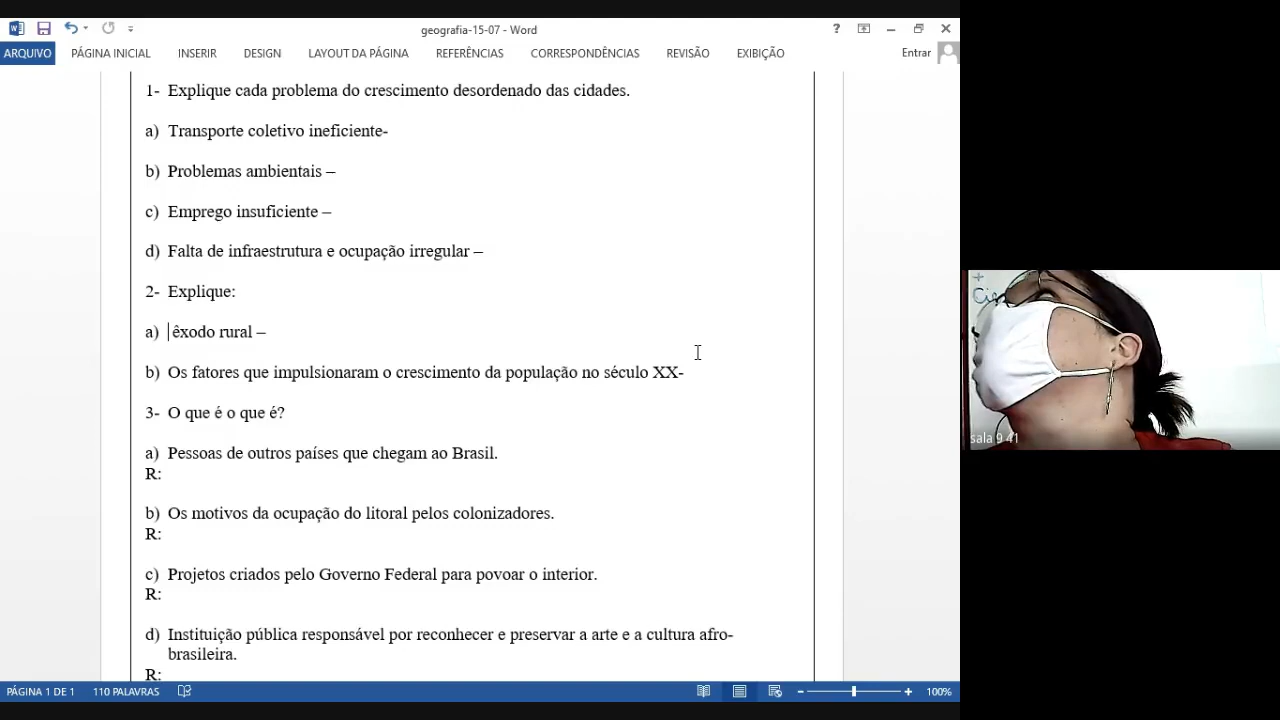 geografia-15-07 - Word
ARQUIVO PÁGINA INICIAL INSERIR DESIGN LAYOUT DA PÁGINA REFERÊNCIAS CORRESPONDÊNCIAS REVISÃO EXIBIÇÃO Entrar
1- Explique cada problema do crescimento desordenado das cidades.
a) Transporte coletivo ineficiente-
b) Problemas ambientais –
c) Emprego insuficiente –
d) Falta de infraestrutura e ocupação irregular –
2- Explique:
a) êxodo rural –
b) Os fatores que impulsionaram o crescimento da população no século XX-
3- O que é o que é?
a) Pessoas de outros países que chegam ao Brasil.
R:
b) Os motivos da ocupação do litoral pelos colonizadores.
R:
c) Projetos criados pelo Governo Federal para povoar o interior.
R:
d) Instituição pública responsável por reconhecer e preservar a arte e a cultura afro-
brasileira.
R:
PÁGINA 1 DE 1 110 PALAVRAS 100%
sala 9 41